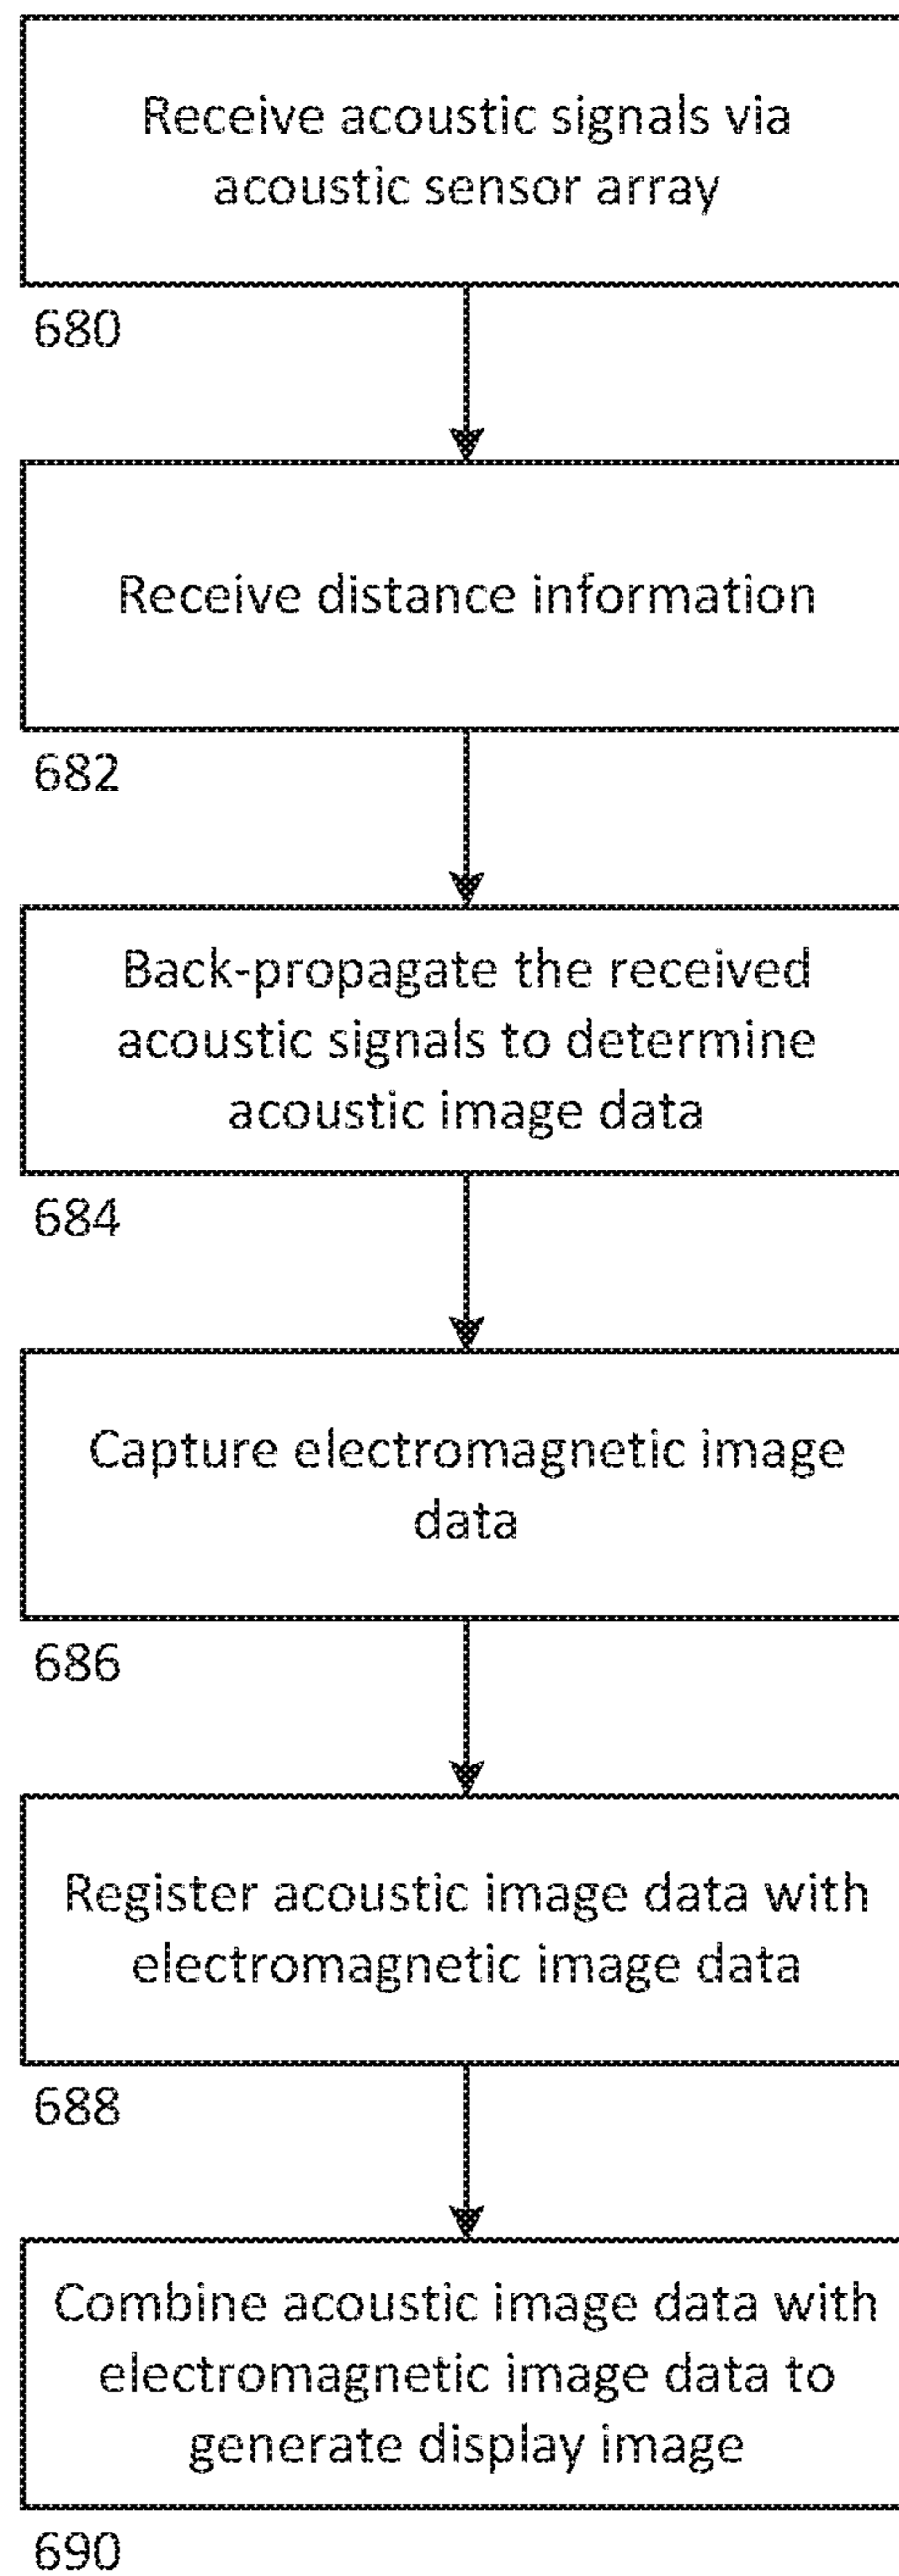 Receive acoustic signals via
acoustic sensor array
680
Receive distance information
682
Back-propagate the received
acoustic signals to determine
acoustic image data
684
Capture electromagnetic image
data
686
Register acoustic image data with
electromagnetic image data
688
Combine acoustic image data with
electromagnetic image data to
generate display image
690